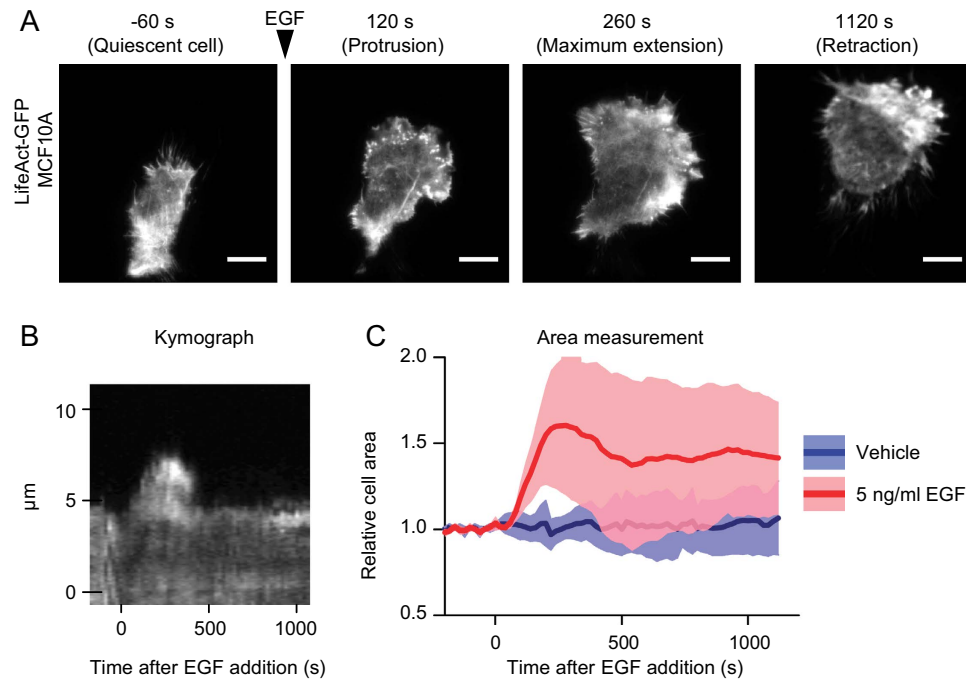 A
-60 s
(Quiescent cell)
EGF
120 s
(Protrusion)
260 s
(Maximum extension)
1120 s
(Retraction)
LifeAct-GFP
MCF10A
B
Kymograph
10
5
0
µm
0
500
1000
Time after EGF addition (s)
C
Area measurement
2.0
1.5
1.0
0.5
Relative cell area
0
500
1000
Time after EGF addition (s)
Vehicle
5 ng/ml EGF